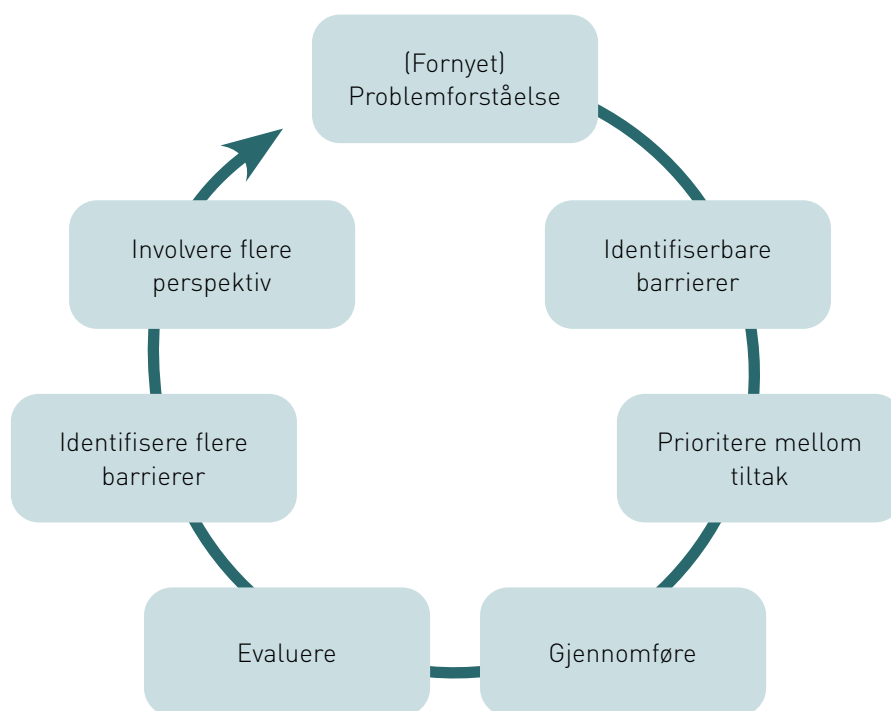 (Fornyet)
Problemforståelse
Identifiserbare
barrierer
Prioritere mellom
tiltak
Gjennomføre
Evaluere
Identifisere flere
barrierer
Involvere flere
perspektiv